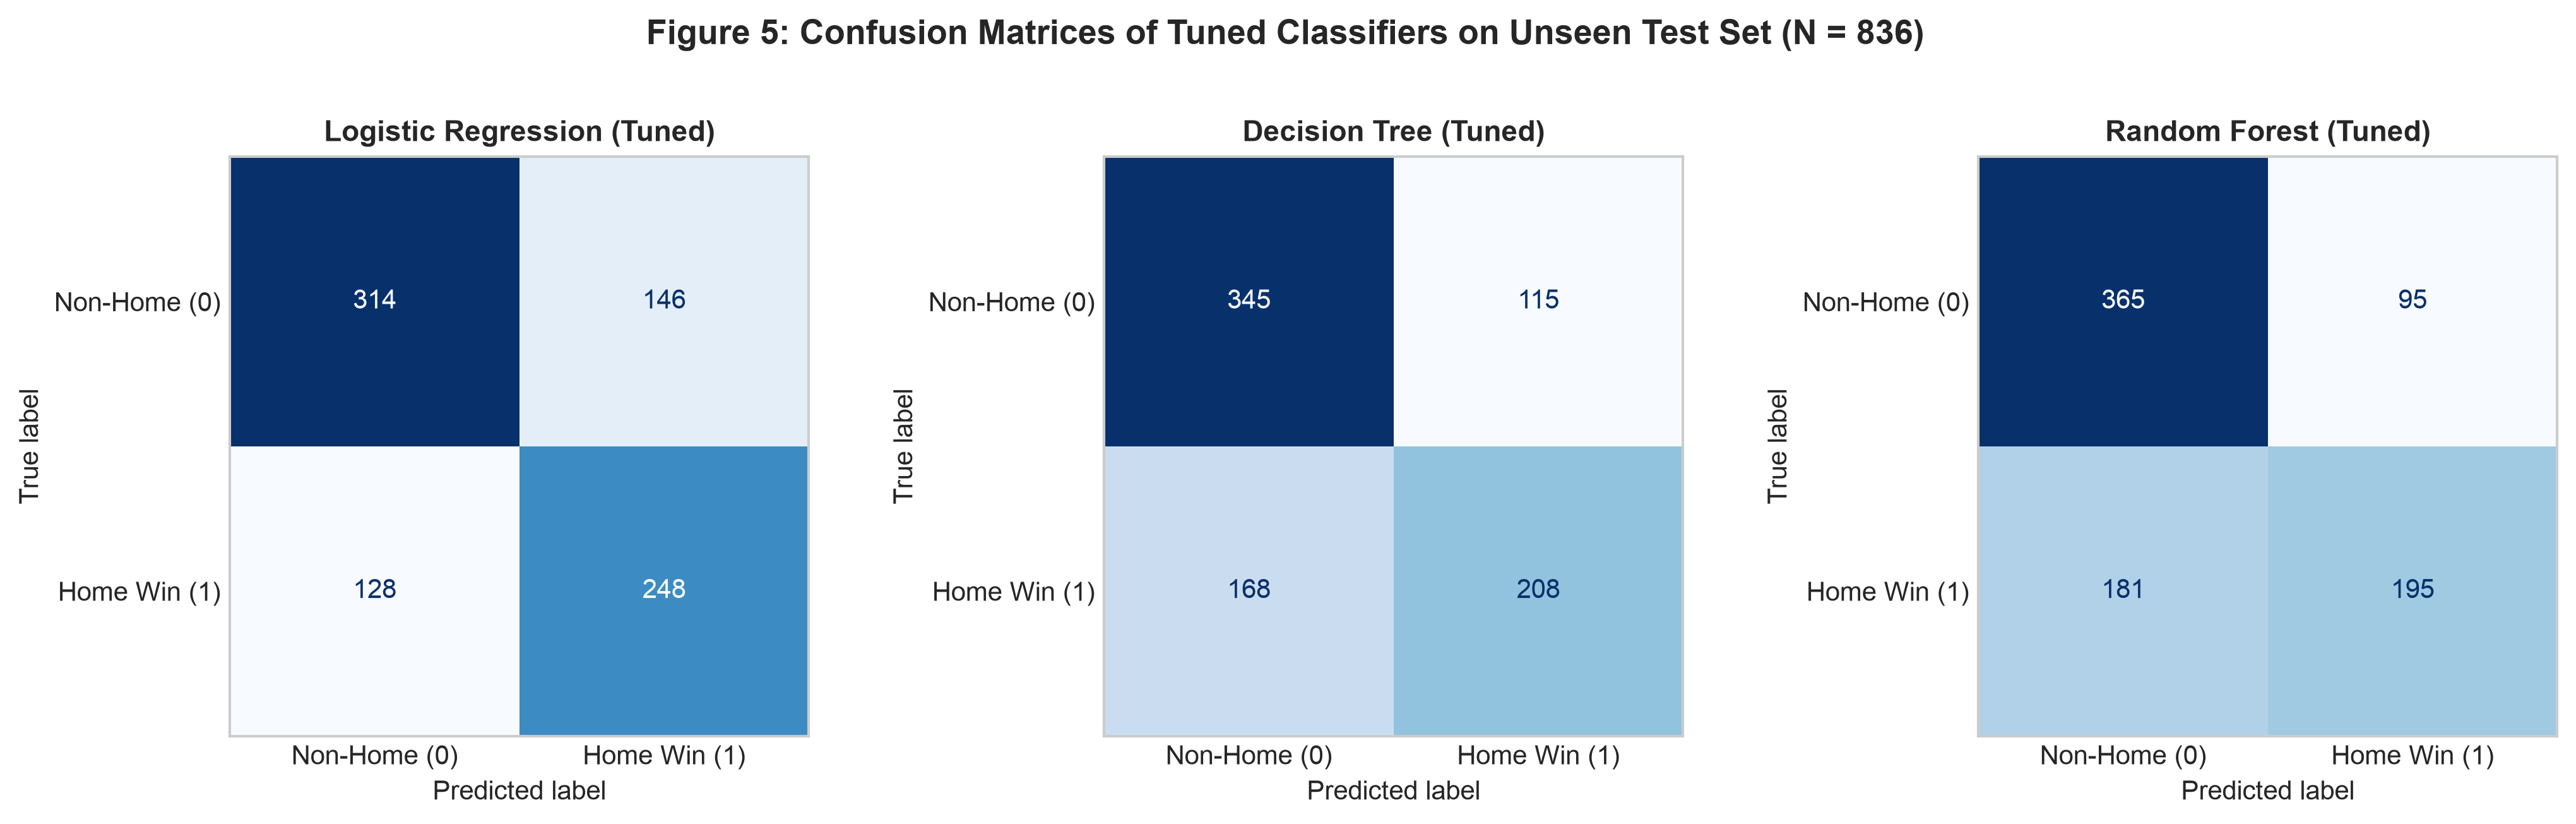 Figure 5: Confusion Matrices of Tuned Classifiers on Unseen Test Set (N = 836)
Logistic Regression (Tuned)
True label
Non-Home (0)
314
146
Home Win (1)
128
248
Non-Home (0)
Home Win (1)
Predicted label
Decision Tree (Tuned)
True label
Non-Home (0)
345
115
Home Win (1)
168
208
Non-Home (0)
Home Win (1)
Predicted label
Random Forest (Tuned)
True label
Non-Home (0)
365
95
Home Win (1)
181
195
Non-Home (0)
Home Win (1)
Predicted label